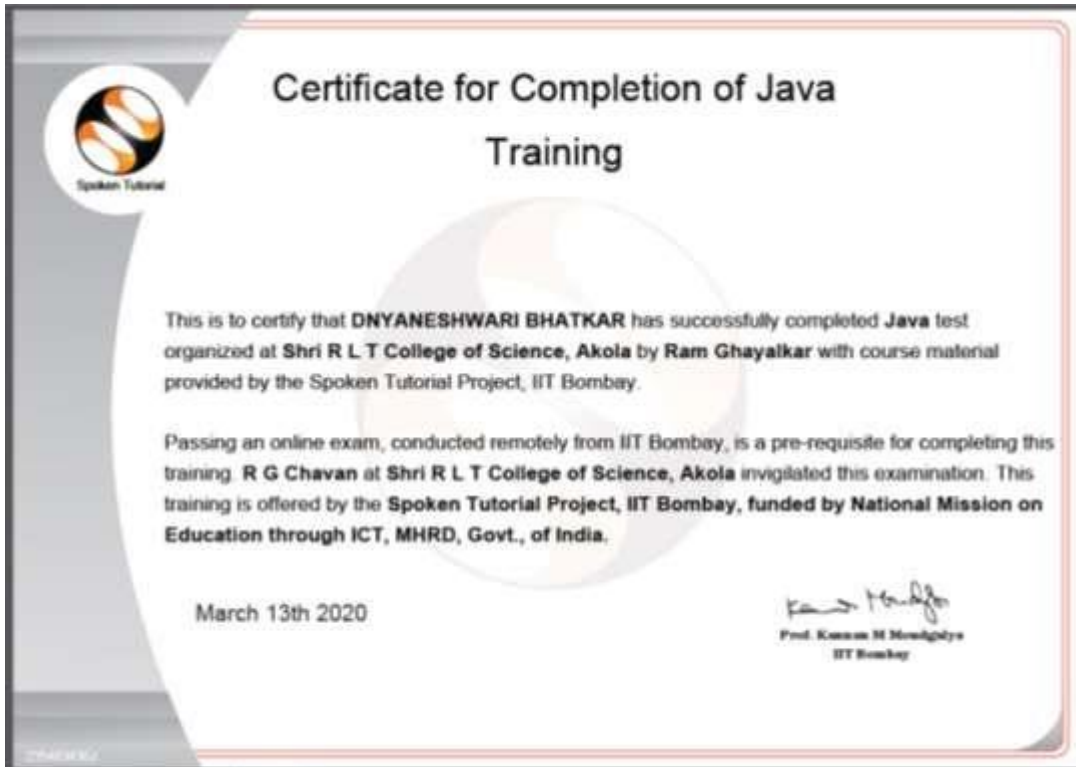 Certificate for Completion of Java
Training
Spoken Tutorial
This is to certify that DNYANESHWARI BHATKAR has successfully completed Java test
organized at Shri R L T College of Science, Akola by Ram Ghayalkar with course material
provided by the Spoken Tutorial Project, IIT Bombay.
Passing an online exam, conducted remotely from IIT Bombay, is a pre-requisite for completing this
training. R G Chavan at Shri R L T College of Science, Akola invigilated this examination. This
training is offered by the Spoken Tutorial Project, IIT Bombay, funded by National Mission on
Education through ICT, MHRD, Govt., of India.
March 13th 2020
Prof. Kannan M Moudgalya
IIT Bombay